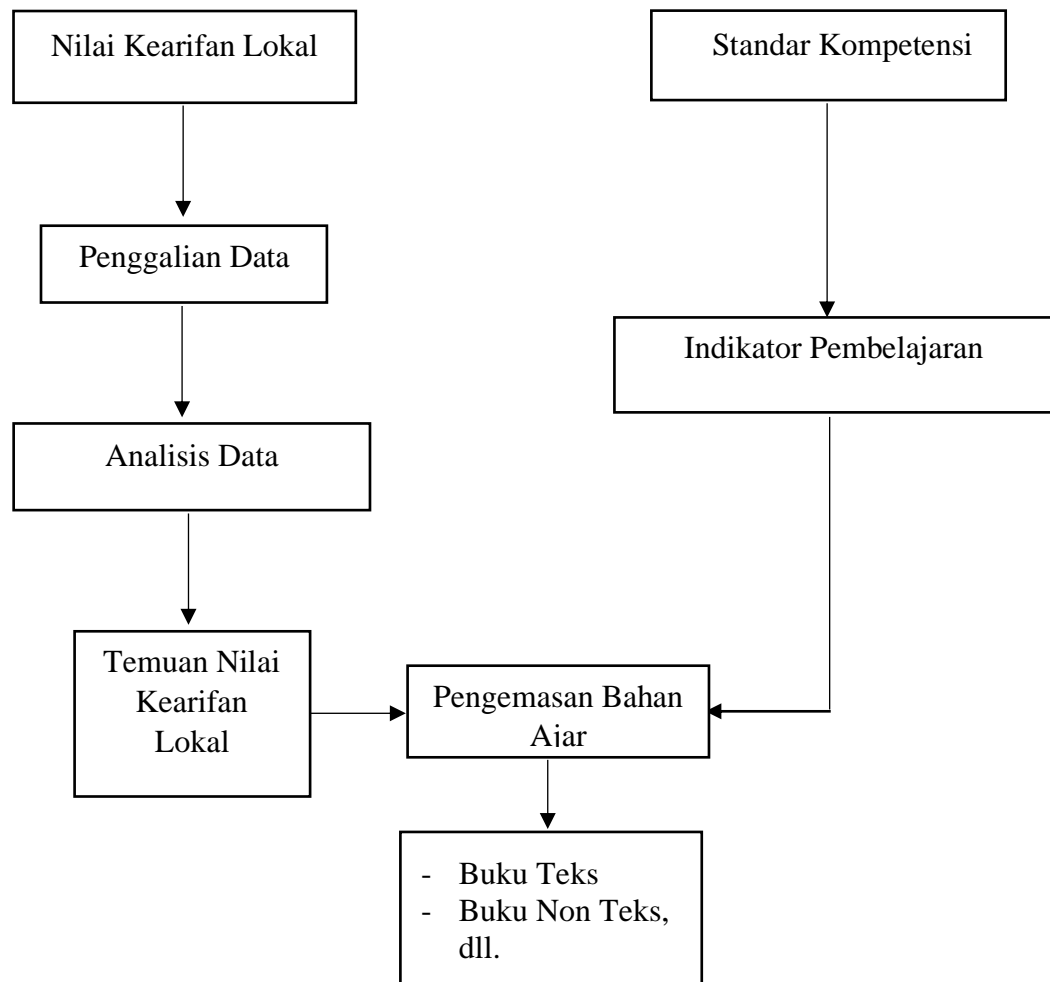 Nilai Kearifan Lokal
Standar Kompetensi
Penggalian Data
Indikator Pembelajaran
Analisis Data
Temuan Nilai
Kearifan
Lokal
Pengemasan Bahan
Ajar
- Buku Teks
- Buku Non Teks,
dll.